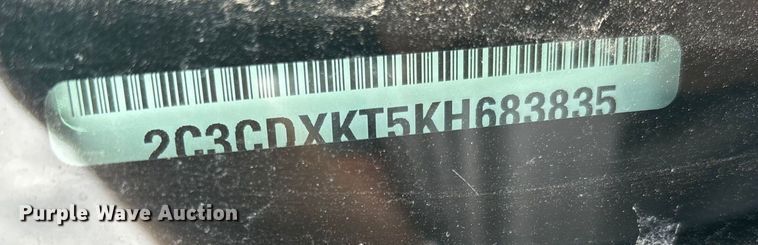 2C3CDXKT5KH683835
Purple Wave Auction